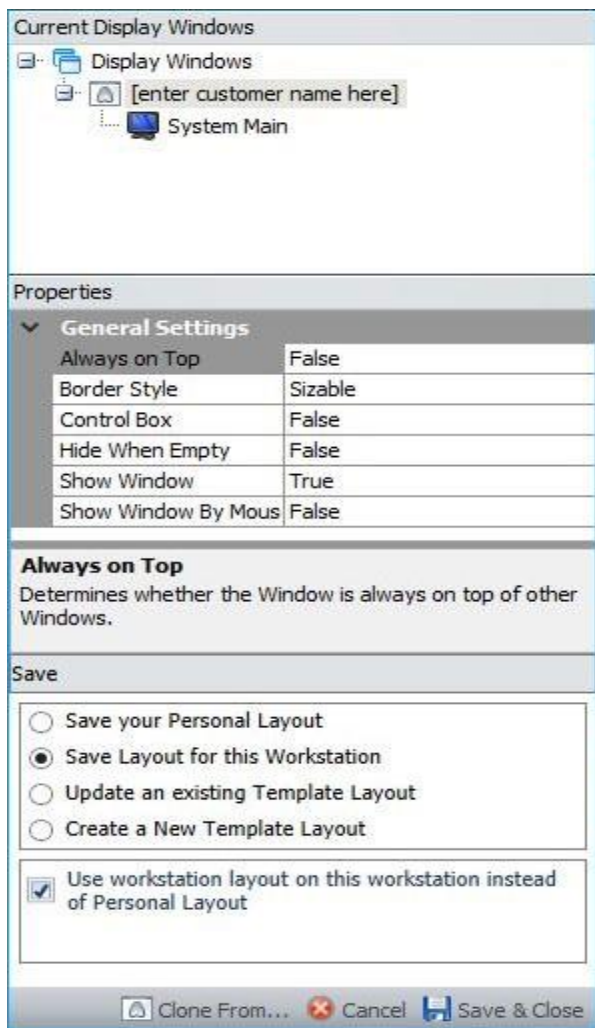 Current Display Windows
Display Windows
[enter customer name here]
System Main
Properties
General Settings
Always on Top False
Border Style Sizable
Control Box False
Hide When Empty False
Show Window True
Show Window By Mous False
Always on Top
Determines whether the Window is always on top of other
Windows.
Save
Save your Personal Layout
Save Layout for this Workstation
Update an existing Template Layout
Create a New Template Layout
Use workstation layout on this workstation instead
of Personal Layout
Clone From... Cancel Save & Close